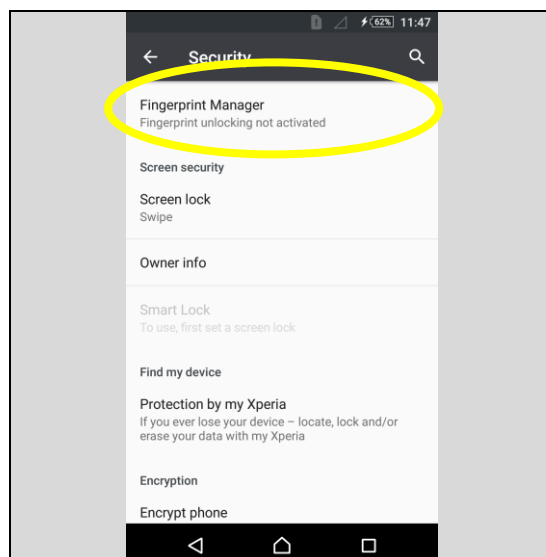 62% 11:47
Security
Fingerprint Manager
Fingerprint unlocking not activated
Screen security
Screen lock
Swipe
Owner info
Smart Lock
To use, first set a screen lock
Find my device
Protection by my Xperia
If you ever lose your device – locate, lock and/or
erase your data with my Xperia
Encryption
Encrypt phone